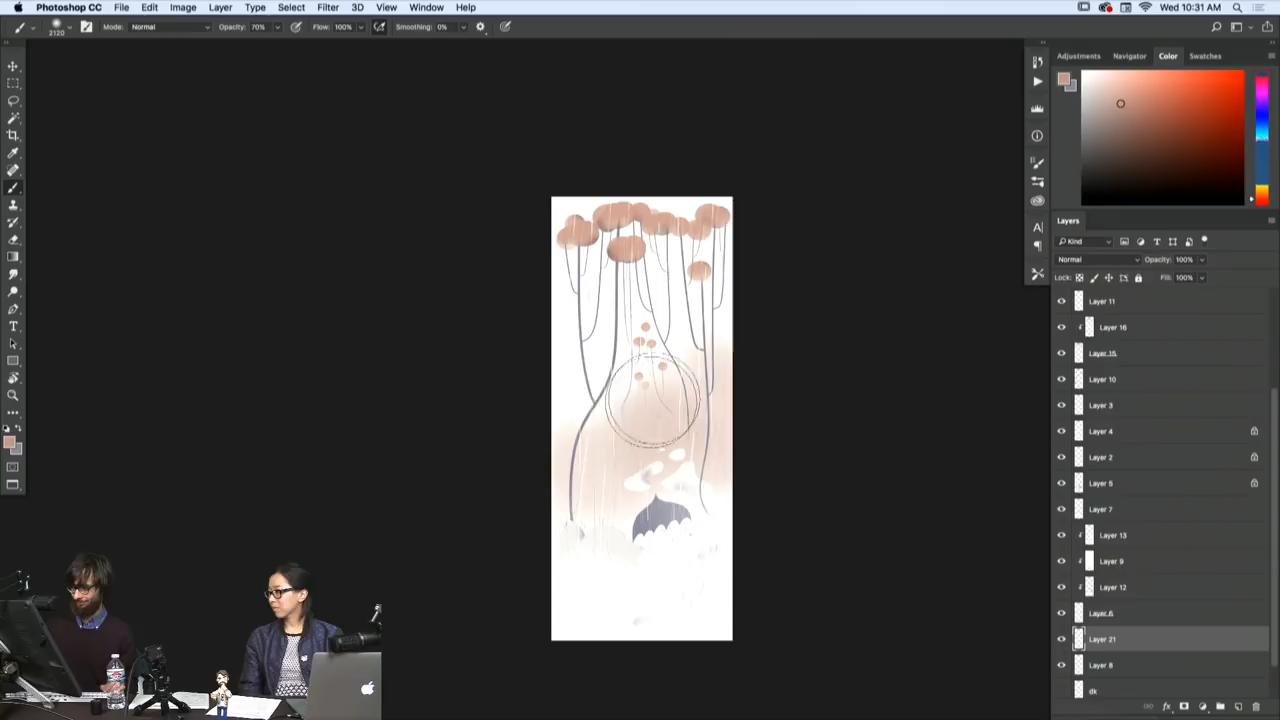 Photoshop CC File Edit Image Layer Type Select Filter 3D View Window Help
Wed 10:31 AM
2120 Mode: Normal Opacity: 70% Flow: 100% Smoothing: 0%
Adjustments Navigator Color Swatches
Layers
Kind
Normal Opacity: 100%
Lock: Fill: 100%
Layer 11
Layer 16
Layer 15
Layer 10
Layer 3
Layer 4
Layer 2
Layer 5
Layer 7
Layer 13
Layer 9
Layer 12
Layer 6
Layer 21
Layer 8
dk